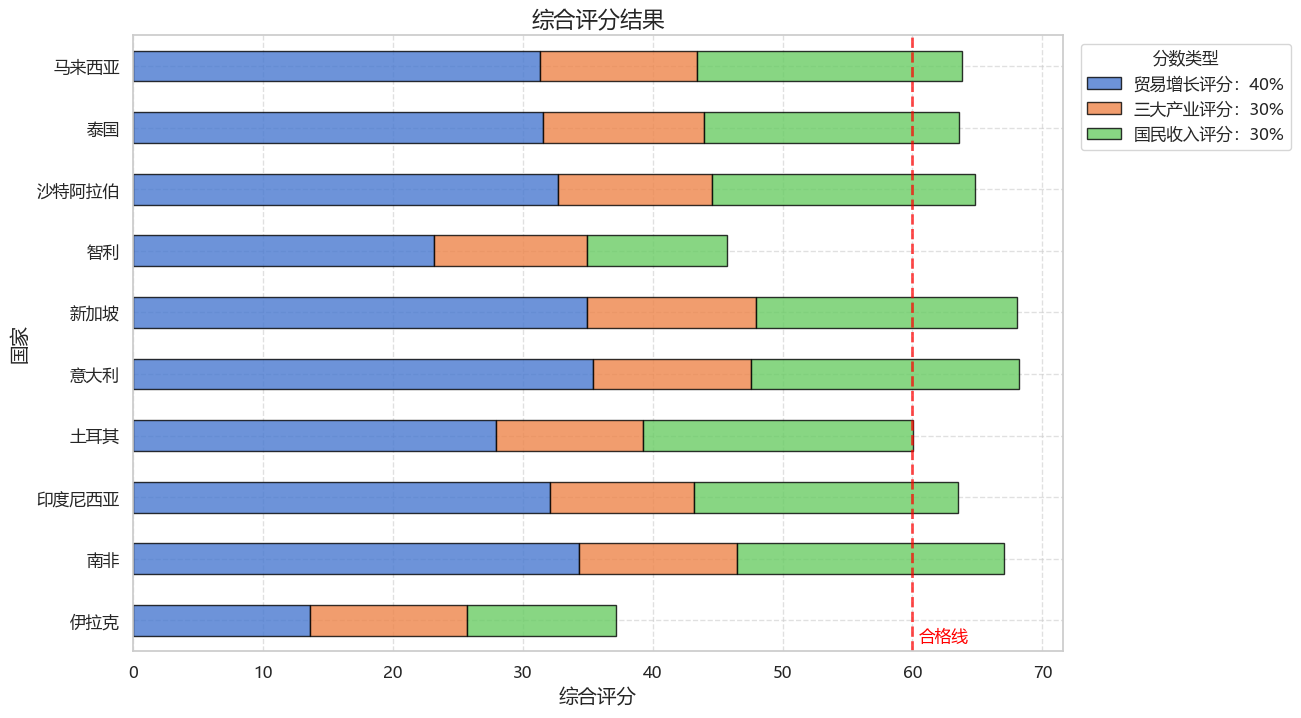 综合评分结果
分数类型
贸易增长评分：40%
三大产业评分：30%
国民收入评分：30%
国家
马来西亚
泰国
沙特阿拉伯
智利
新加坡
意大利
土耳其
印度尼西亚
南非
伊拉克
合格线
0 10 20 30 40 50 60 70
综合评分